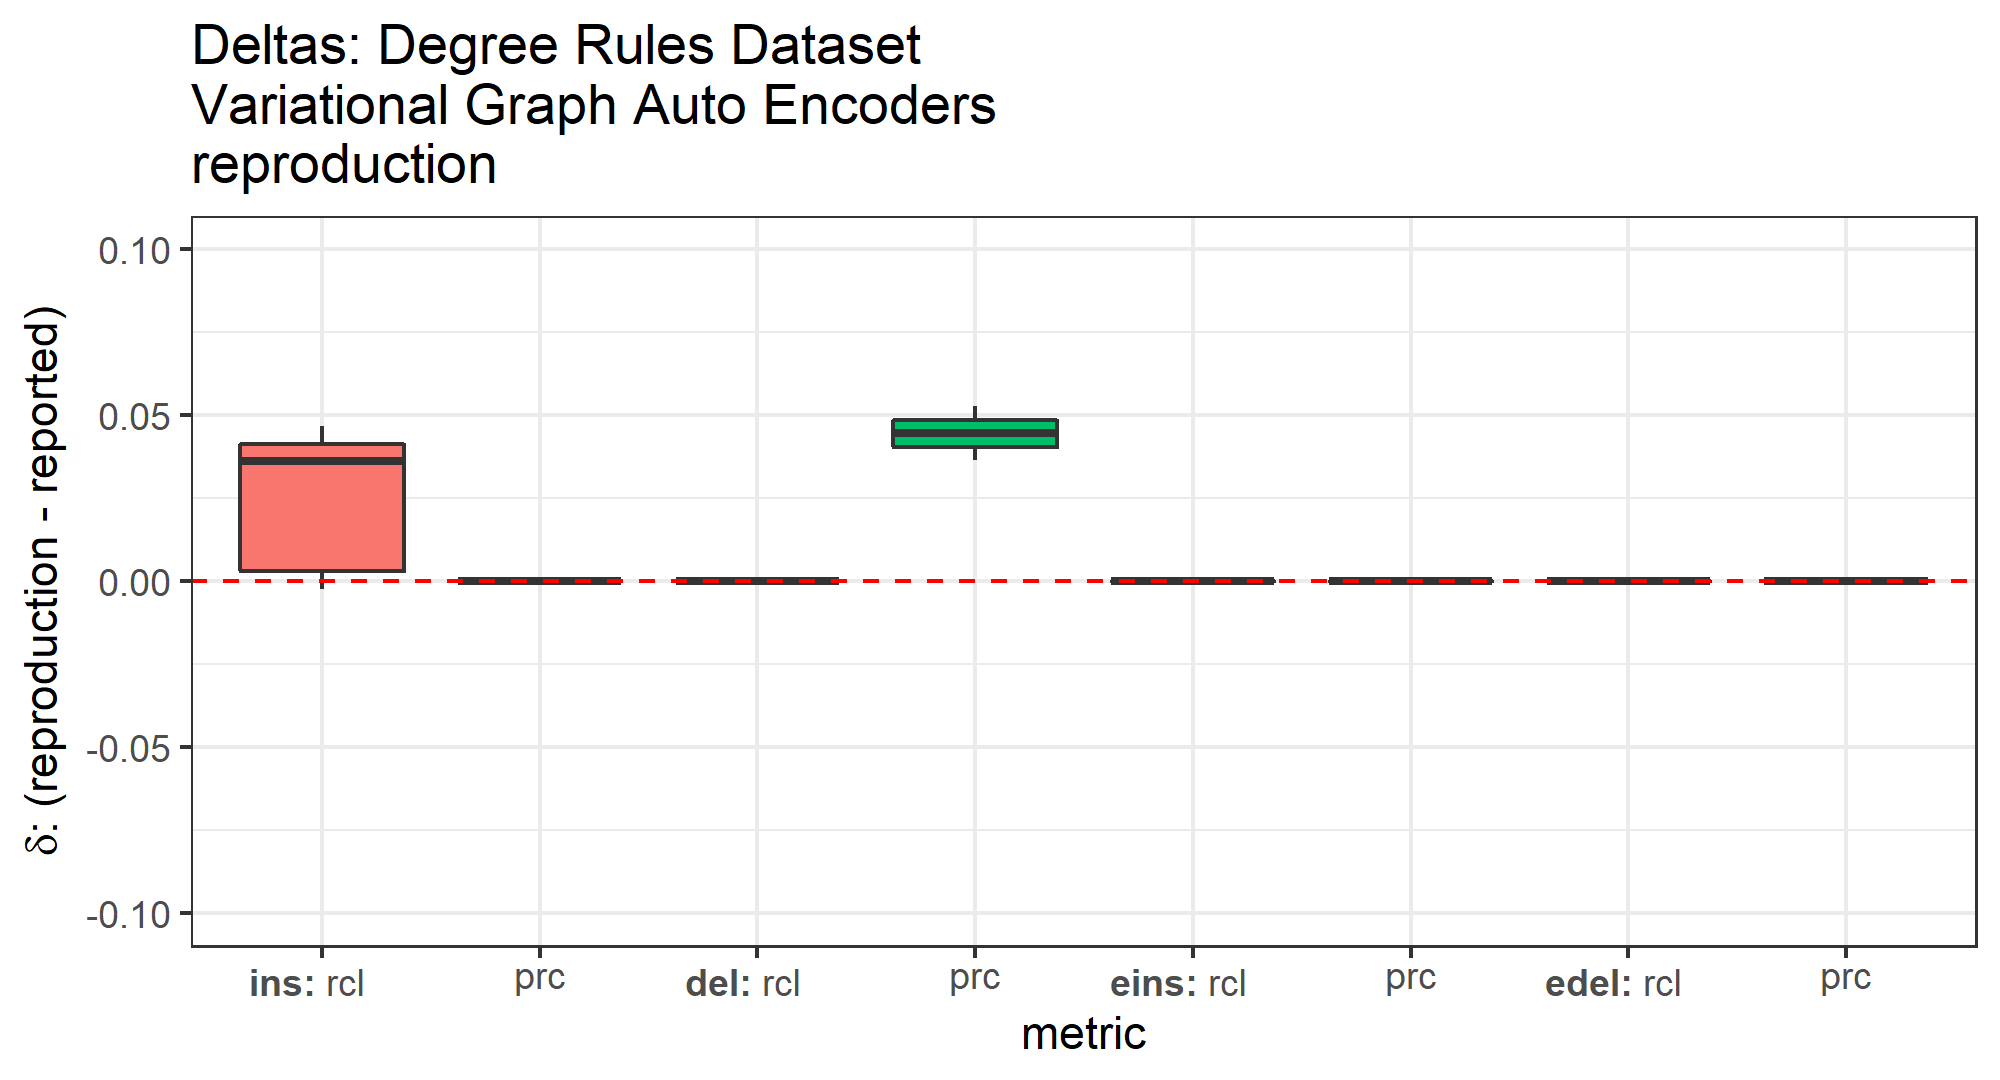 Deltas: Degree Rules Dataset
Variational Graph Auto Encoders
reproduction
δ: (reproduction - reported)
0.10
0.05
0.00
-0.05
-0.10
ins: rcl prc del: rcl prc eins: rcl prc edel: rcl prc
metric